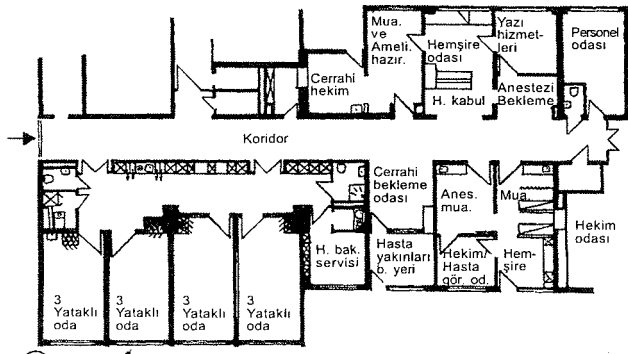 Mua.
ve
Ameli.
hazır.
Hemşire
odası
Yazı
hizmet-
leri
Personel
odası
Cerrahi
hekim
H. kabul
Anestezi
Bekleme
Koridor
Cerrahi
bekleme
odası
Anes.
mua.
Mua.
Hekim
odası
H. bak.
servisi
Hasta
yakınları
b. yeri
Hekim/
Hasta
gör. od.
Hem-
şire
3
Yataklı
oda
3
Yataklı
oda
3
Yataklı
oda
3
Yataklı
oda